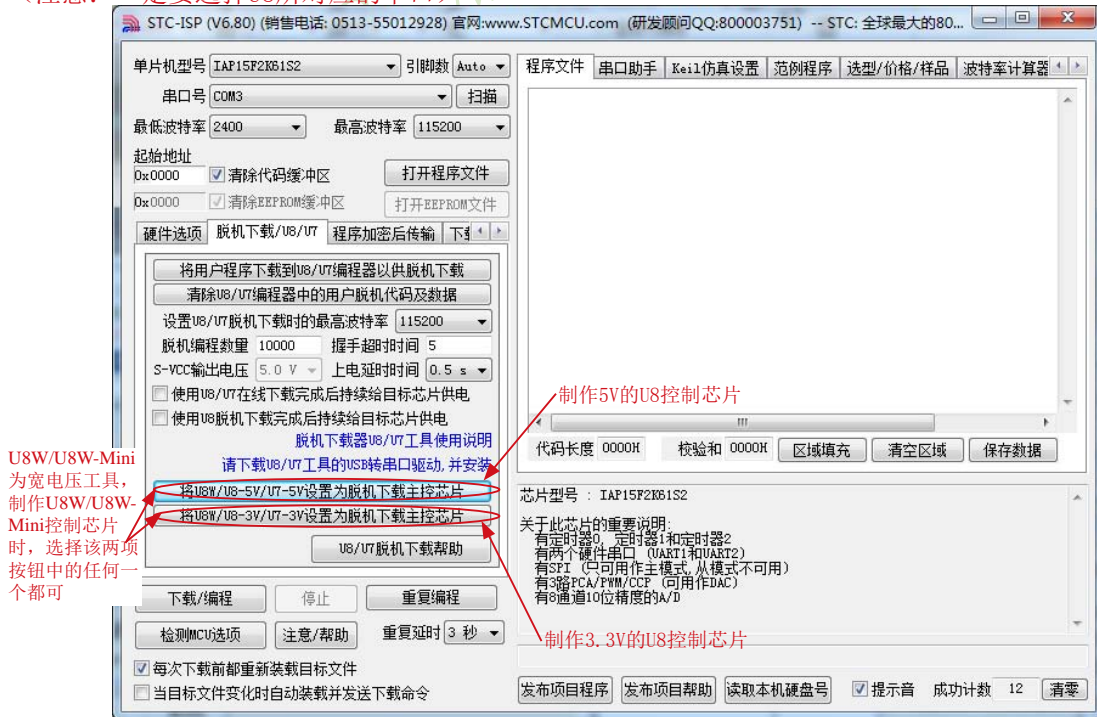 STC-ISP (V6.80) (销售电话: 0513-55012928) 官网:www.STCMCU.com (研发顾问QQ:800003751) -- STC: 全球最大的80...
单片机型号 IAP15F2K61S2 引脚数 Auto
串口号 COM3 扫描
最低波特率 2400 最高波特率 115200
起始地址
0x0000 清除代码缓冲区 打开程序文件
0x0000 清除EEPROM缓冲区 打开EEPROM文件
硬件选项 脱机下载/U8/U7 程序加密后传输
将用户程序下载到U8/U7编程器以供脱机下载
清除U8/U7编程器中的用户脱机代码及数据
设置U8/U7脱机下载时的最高波特率 115200
脱机编程数量 10000 握手超时时间 5
S-VCC输出电压 5.0 V 上电延时时间 0.5 s
使用U8/U7在线下载完成后持续给目标芯片供电
使用U8脱机下载完成后持续给目标芯片供电
脱机下载器U8/U7工具使用说明
请下载U8/U7工具的USB转串口驱动,并安装
将U8W/U8-5V/U7-5V设置为脱机下载主控芯片
将U8W/U8-3V/U7-3V设置为脱机下载主控芯片
U8/U7脱机下载帮助
下载/编程 停止 重复编程
检测MCU选项 注意/帮助 重复延时 3 秒
每次下载前都重新装载目标文件
当目标文件变化时自动装载并发送下载命令
U8W/U8W-Mini
为宽电压工具，
制作U8W/U8W-
Mini控制芯片
时，选择该两项
按钮中的任何一
个都可
程序文件 串口助手 Keil仿真设置 范例程序 选型/价格/样品 波特率计算器
制作5V的U8控制芯片
代码长度 0000H 校验和 0000H 区域填充 清空区域 保存数据
芯片型号 : IAP15F2K61S2
关于此芯片的重要说明:
有定时器0, 定时器1和定时器2
有两个硬件串口 (UART1和UART2)
有SPI (只可用作主模式,从模式不可用)
有3路PCA/PWM/CCP (可用作DAC)
有8通道10位精度的A/D
制作3.3V的U8控制芯片
发布项目程序 发布项目帮助 读取本机硬盘号 提示音 成功计数 12 清零